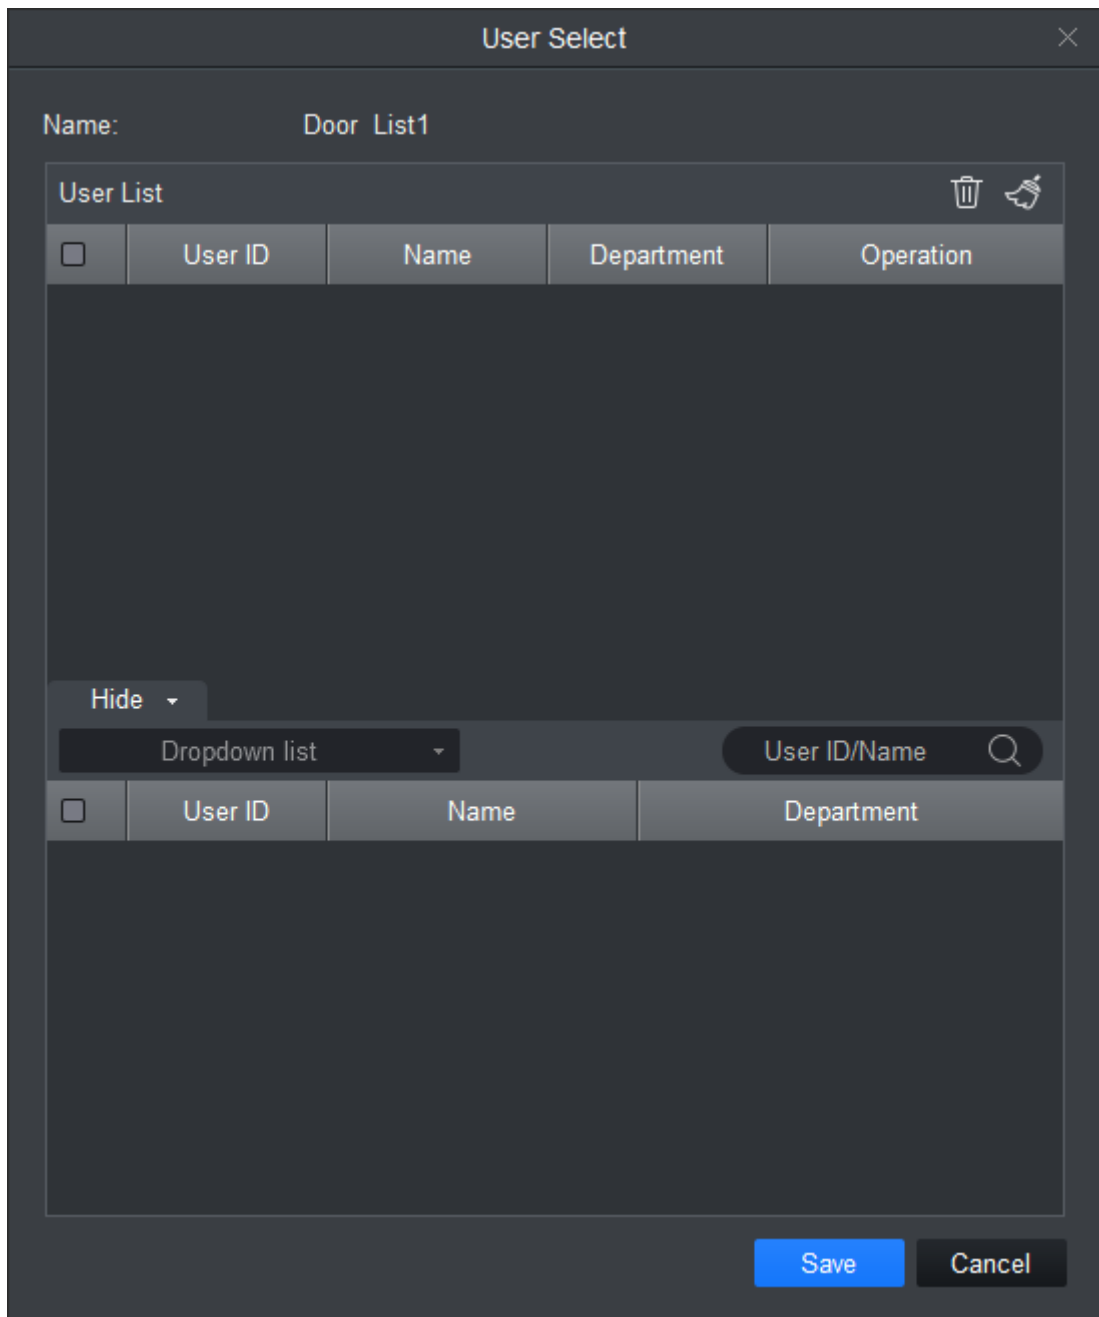 User Select
Name: Door List1
User List
User ID Name Department Operation
Hide
Dropdown list User ID/Name
User ID Name Department
Save Cancel